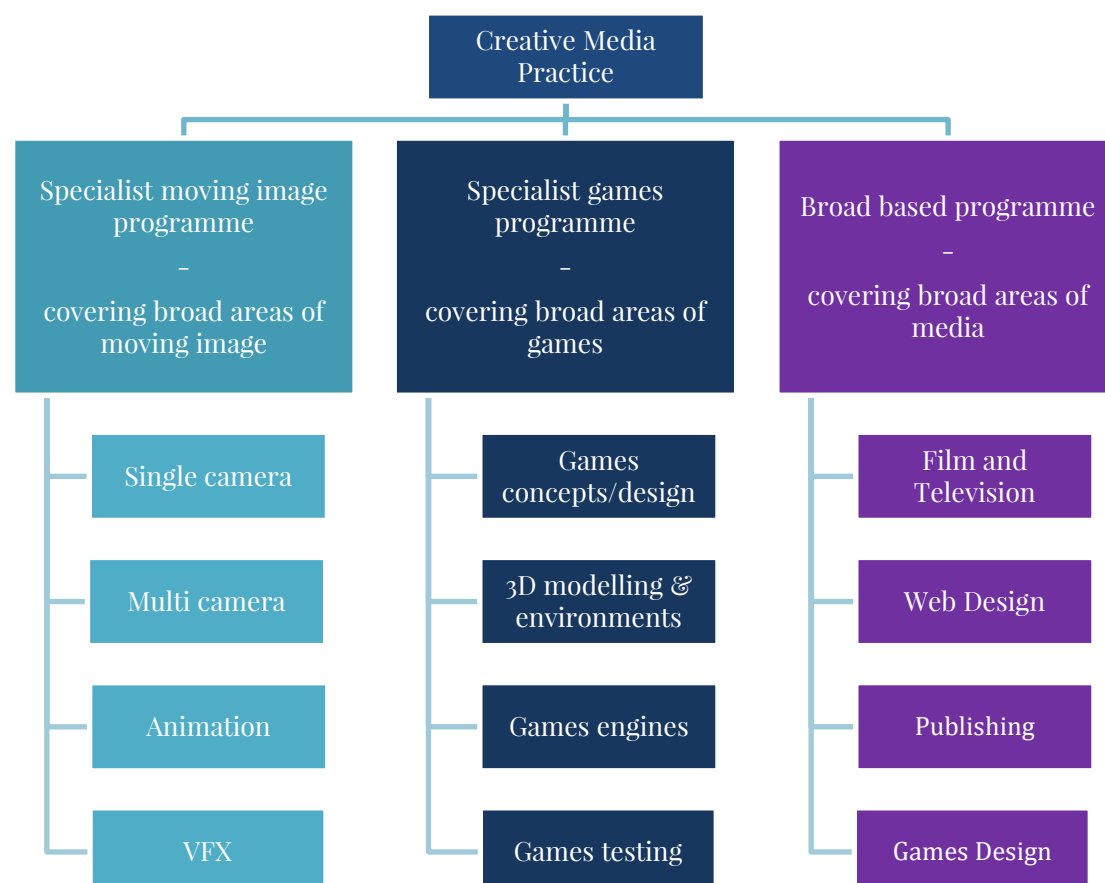 Creative Media
Practice
Specialist moving image
programme
-
covering broad areas of
moving image
Specialist games
programme
-
covering broad areas of
games
Broad based programme
-
covering broad areas of
media
Single camera
Multi camera
Animation
VFX
Games
concepts/design
3D modelling &
environments
Games engines
Games testing
Film and
Television
Web Design
Publishing
Games Design